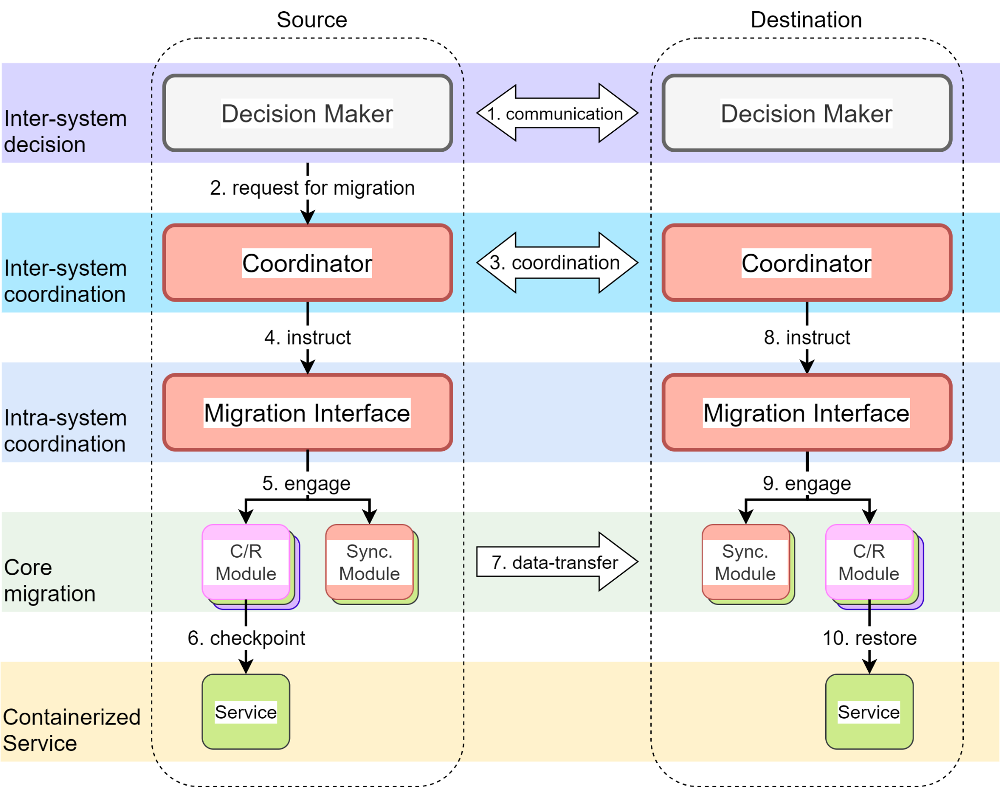 Source
Destination
Inter-system
decision
Decision Maker
1. communication
Decision Maker
2. request for migration
Inter-system
coordination
Coordinator
3. coordination
Coordinator
4. instruct
8. instruct
Intra-system
coordination
Migration Interface
Migration Interface
5. engage
9. engage
Core
migration
C/R
Module
Sync.
Module
7. data-transfer
Sync.
Module
C/R
Module
6. checkpoint
10. restore
Containerized
Service
Service
Service